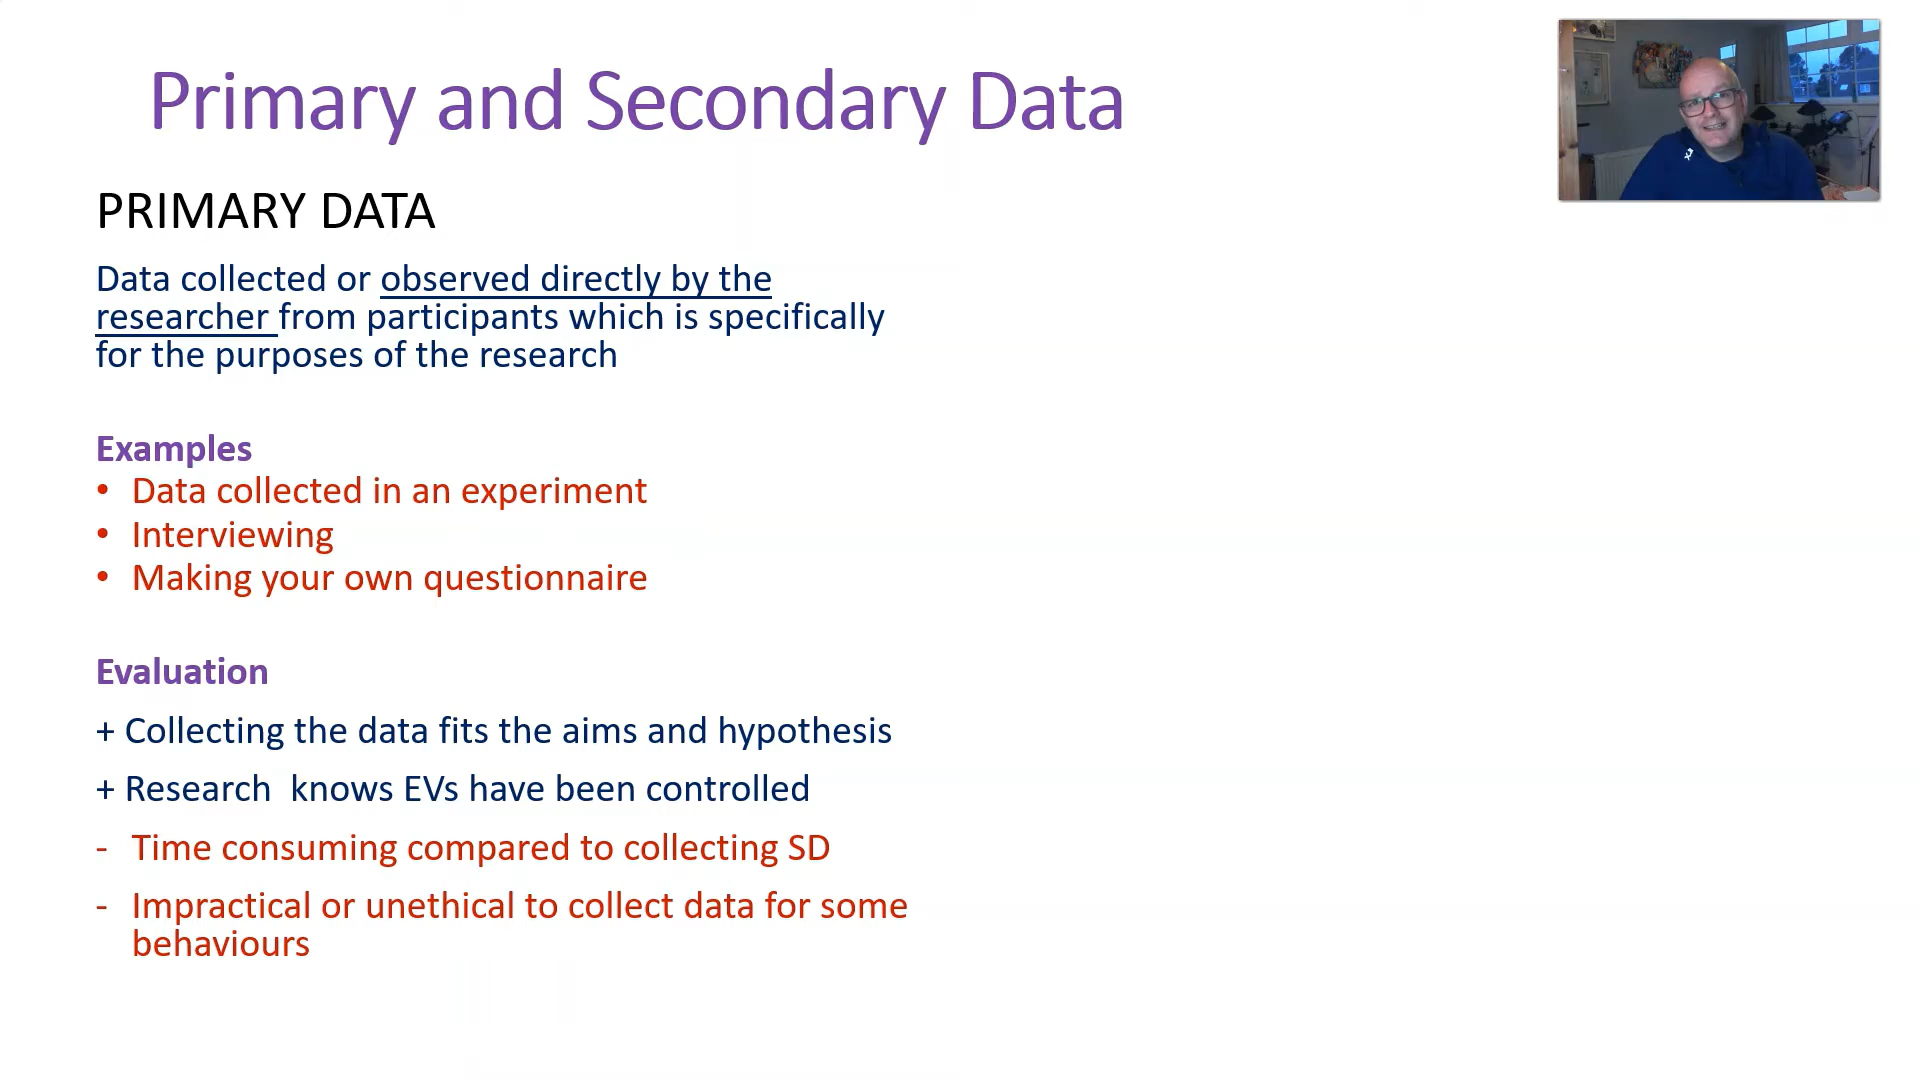 Primary and Secondary Data
PRIMARY DATA
Data collected or observed directly by the
researcher from participants which is specifically
for the purposes of the research
Examples
• Data collected in an experiment
• Interviewing
• Making your own questionnaire
Evaluation
+ Collecting the data fits the aims and hypothesis
+ Research  knows EVs have been controlled
- Time consuming compared to collecting SD
- Impractical or unethical to collect data for some
behaviours